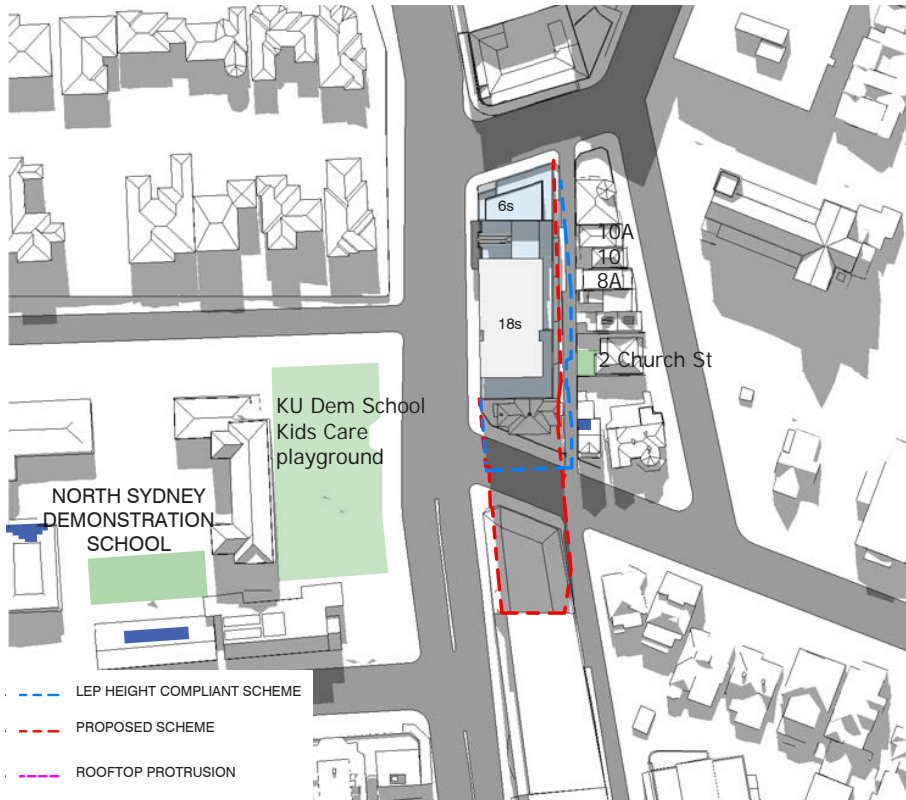 6s
10A
10
8A
18s
2 Church St
KU Dem School
Kids Care
playground
NORTH SYDNEY
DEMONSTRATION
SCHOOL
LEP HEIGHT COMPLIANT SCHEME
PROPOSED SCHEME
ROOFTOP PROTRUSION